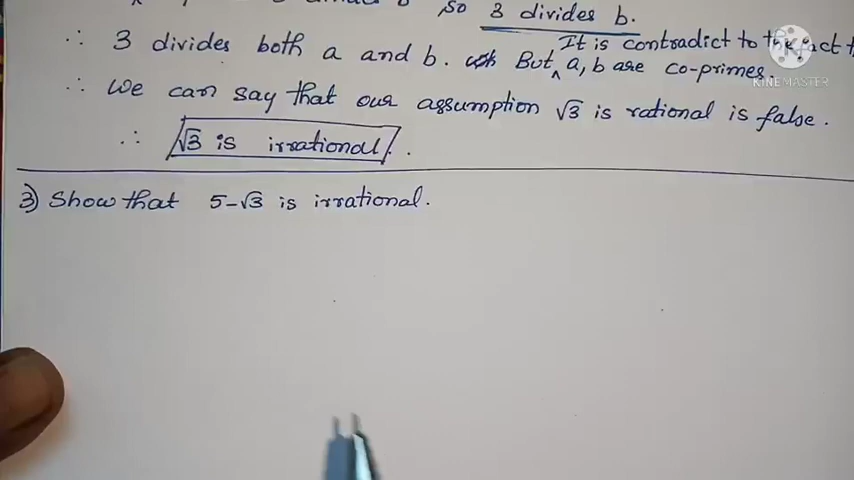 so 3 divides b.
∴ 3 divides both a and b. But, It is contradict to the fact
a, b are co-primes.
KINEMASTER
∴ we can say that our assumption √3 is rational is false.
∴ √3 is irrational.
3) Show that 5-√3 is irrational.